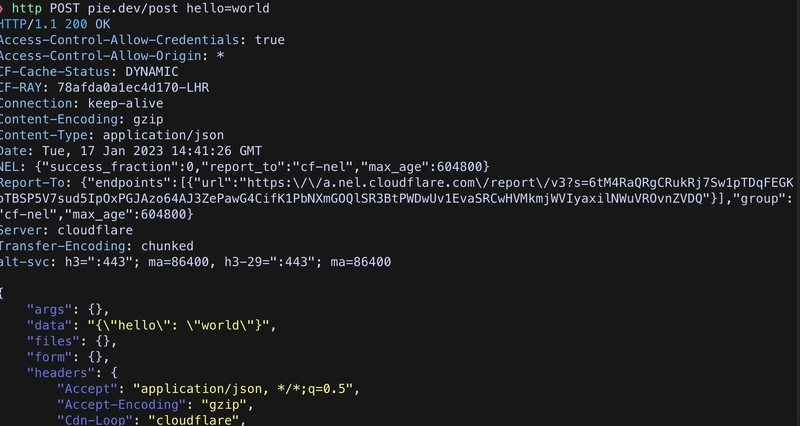 ❯ http POST pie.dev/post hello=world
HTTP/1.1 200 OK
Access-Control-Allow-Credentials: true
Access-Control-Allow-Origin: *
CF-Cache-Status: DYNAMIC
CF-RAY: 78afda0a1ec4d170-LHR
Connection: keep-alive
Content-Encoding: gzip
Content-Type: application/json
Date: Tue, 17 Jan 2023 14:41:26 GMT
NEL: {"success_fraction":0,"report_to":"cf-nel","max_age":604800}
Report-To: {"endpoints":[{"url":"https:\/\/a.nel.cloudflare.com\/report\/v3?s=6tM4RaQRgCRukRj7Sw1pTDqFEGK
oTBSP5V7sud5IpOxPGJAzo64AJ3ZePawG4CifK1PbNXmGOQlSR3BtPWDwUv1EvaSRCwHVMkmjWVIyaxilNWuVROvnZVDQ"}],"group":
"cf-nel","max_age":604800}
Server: cloudflare
Transfer-Encoding: chunked
alt-svc: h3=":443"; ma=86400, h3-29=":443"; ma=86400
{
"args": {},
"data": "{\"hello\": \"world\"}",
"files": {},
"form": {},
"headers": {
"Accept": "application/json, */*;q=0.5",
"Accept-Encoding": "gzip",
"Cdn-Loop": "cloudflare",